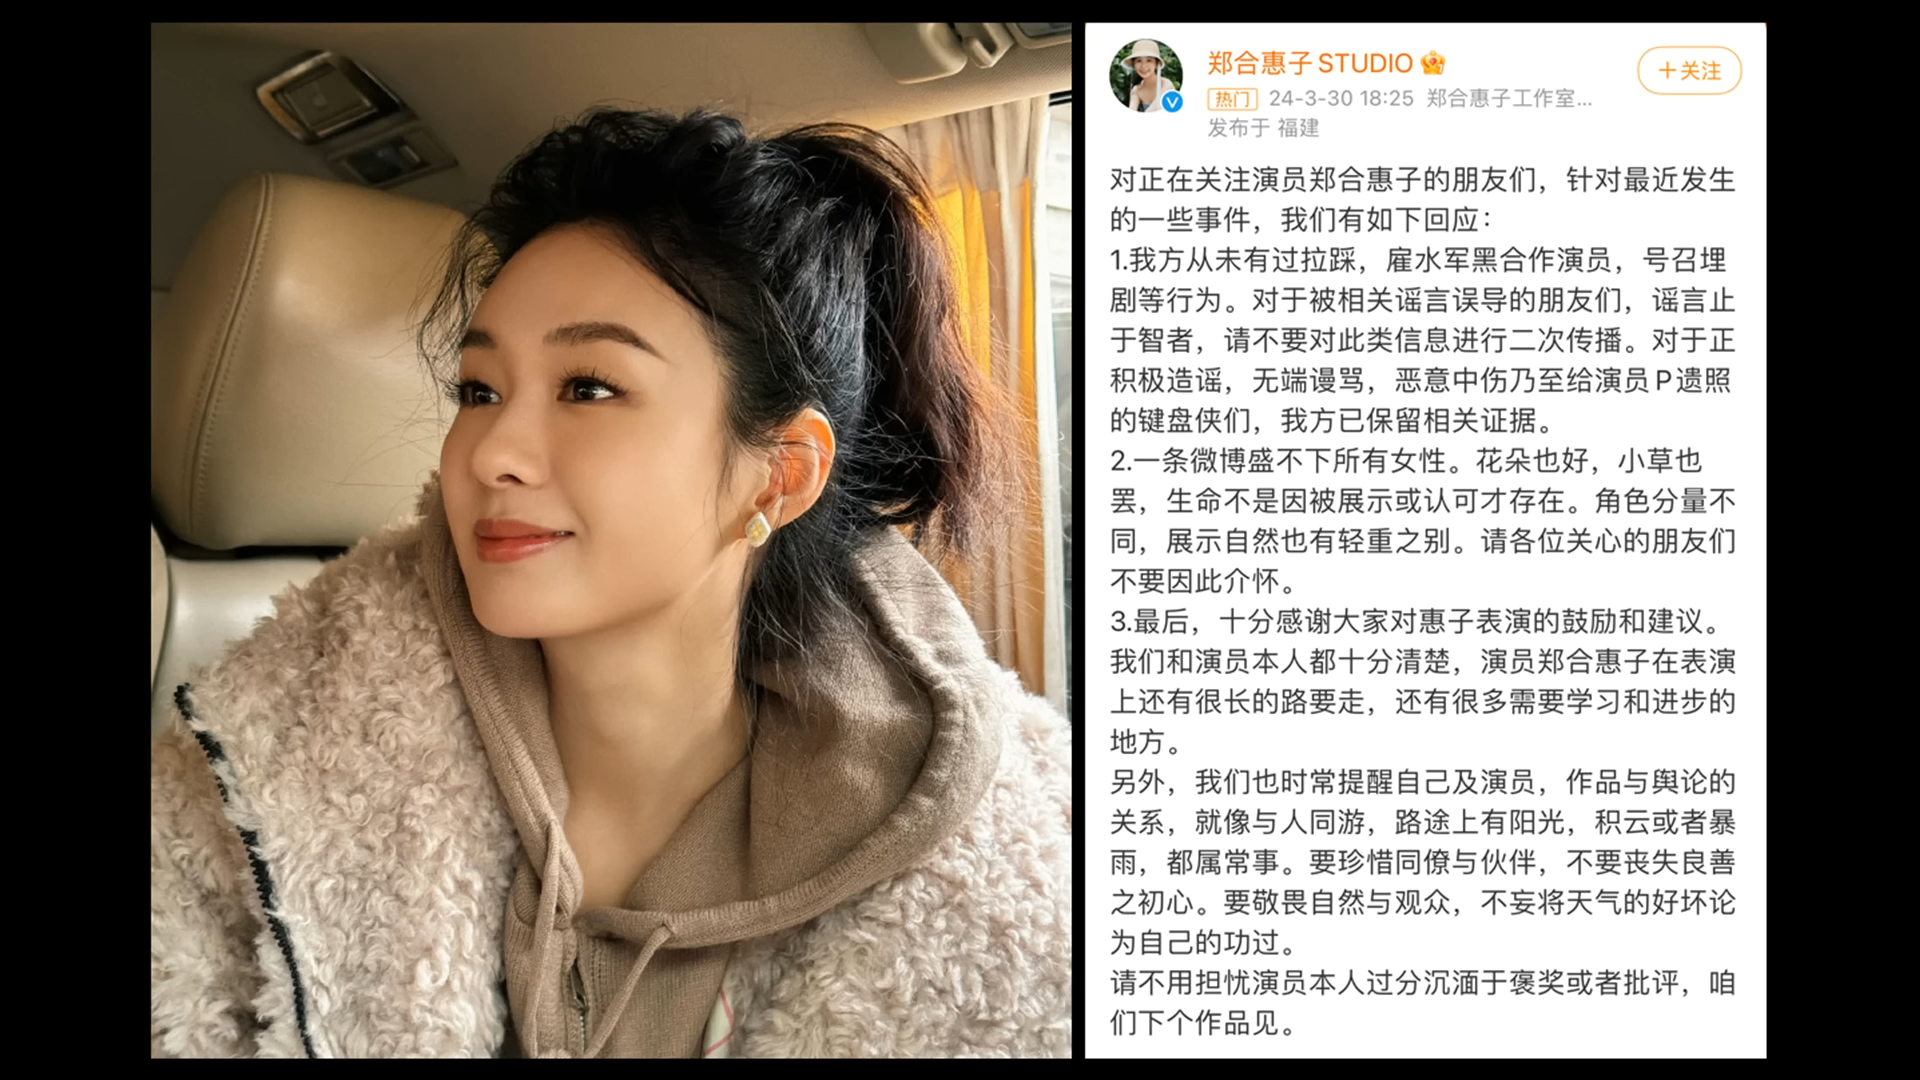 郑合惠子STUDIO
+关注
热门 24-3-30 18:25 郑合惠子工作室...
发布于 福建
对正在关注演员郑合惠子的朋友们，针对最近发生
的一些事件，我们有如下回应：
1.我方从未有过拉踩，雇水军黑合作演员，号召埋
剧等行为。对于被相关谣言误导的朋友们，谣言止
于智者，请不要对此类信息进行二次传播。对于正
积极造谣，无端谩骂，恶意中伤乃至给演员P遗照
的键盘侠们，我方已保留相关证据。
2.一条微博盛不下所有女性。花朵也好，小草也
罢，生命不是因被展示或认可才存在。角色分量不
同，展示自然也有轻重之别。请各位关心的朋友们
不要因此介怀。
3.最后，十分感谢大家对惠子表演的鼓励和建议。
我们和演员本人都十分清楚，演员郑合惠子在表演
上还有很长的路要走，还有很多需要学习和进步的
地方。
另外，我们也时常提醒自己及演员，作品与舆论的
关系，就像与人同游，路途上有阳光，积云或者暴
雨，都属常事。要珍惜同僚与伙伴，不要丧失良善
之初心。要敬畏自然与观众，不妄将天气的好坏论
为自己的功过。
请不用担忧演员本人过分沉湎于褒奖或者批评，咱
们下个作品见。